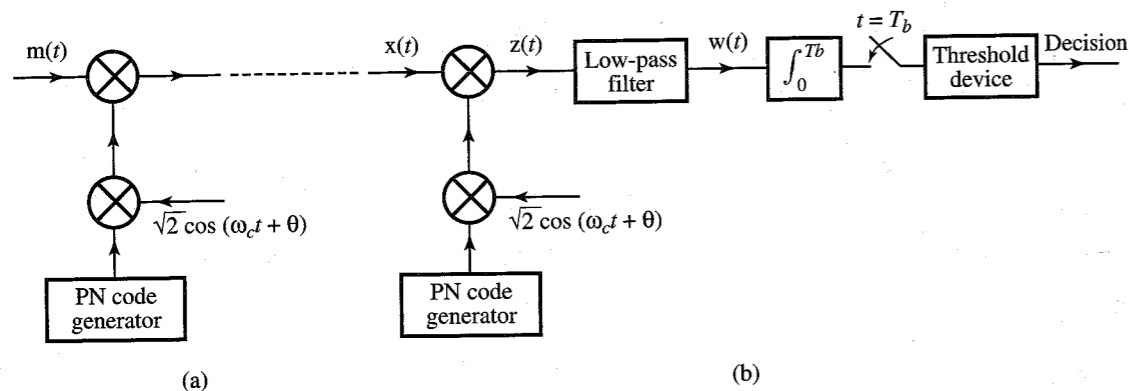 m(t)
√2 cos (ω_c t + θ)
PN code
generator
(a)
x(t)
z(t)
√2 cos (ω_c t + θ)
PN code
generator
Low-pass
filter
w(t)
∫_0^Tb
t = T_b
Threshold
device
Decision
(b)